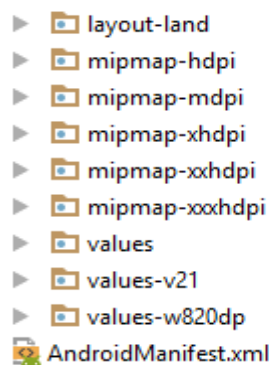 layout-land
mipmap-hdpi
mipmap-mdpi
mipmap-xhdpi
mipmap-xxhdpi
mipmap-xxxhdpi
values
values-v21
values-w820dp
AndroidManifest.xml